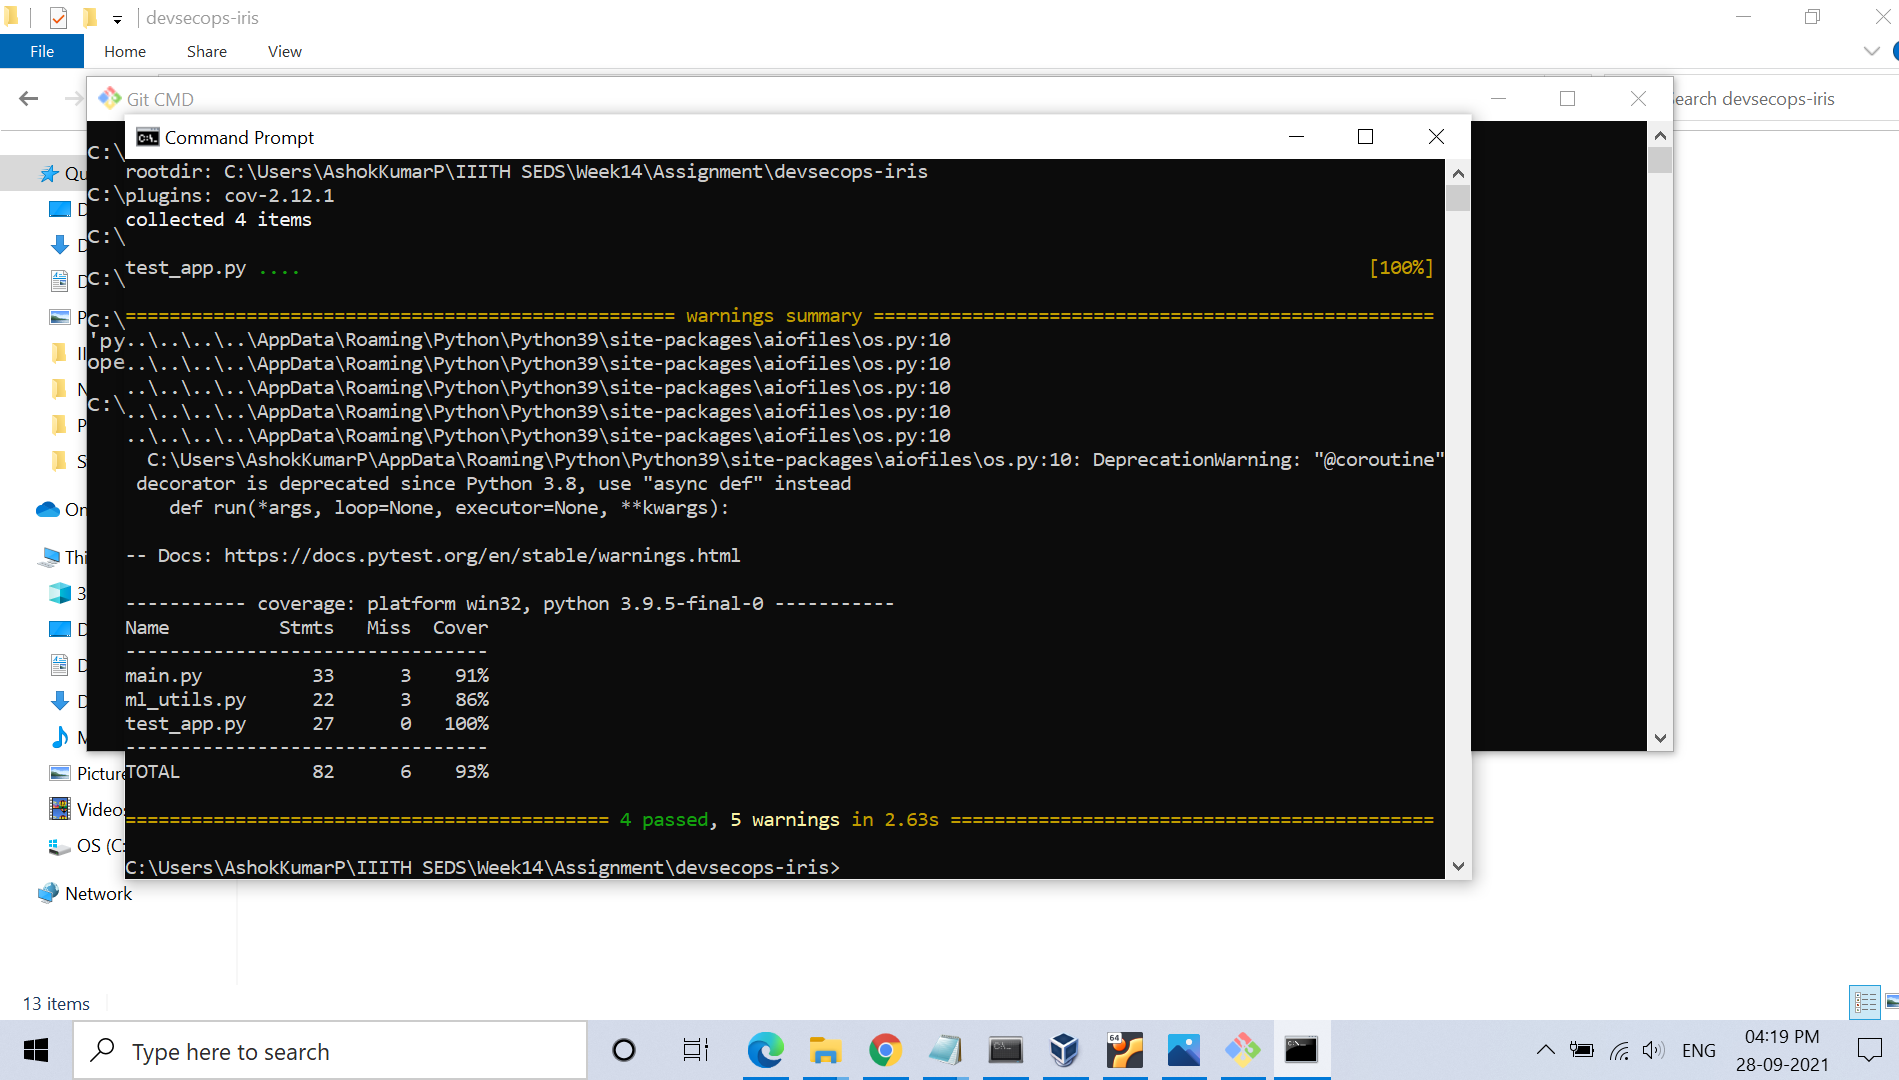 devsecops-iris
File Home Share View
Git CMD
earch devsecops-iris
Command Prompt
C:\
rootdir: C:\Users\AshokKumarP\IIITH SEDS\Week14\Assignment\devsecops-iris
Qu
C:\
plugins: cov-2.12.1
D
collected 4 items
C:\
D
test_app.py .... [100%]
C:\
D
================================================== warnings summary ===================================================
P
C:\
'py
..\..\..\..\AppData\Roaming\Python\Python39\site-packages\aiofiles\os.py:10
ope
..\..\..\..\AppData\Roaming\Python\Python39\site-packages\aiofiles\os.py:10
N
..\..\..\..\AppData\Roaming\Python\Python39\site-packages\aiofiles\os.py:10
C:\
..\..\..\..\AppData\Roaming\Python\Python39\site-packages\aiofiles\os.py:10
P
..\..\..\..\AppData\Roaming\Python\Python39\site-packages\aiofiles\os.py:10
S
C:\Users\AshokKumarP\AppData\Roaming\Python\Python39\site-packages\aiofiles\os.py:10: DeprecationWarning: "@coroutine"
decorator is deprecated since Python 3.8, use "async def" instead
On
def run(*args, loop=None, executor=None, **kwargs):
Thi
-- Docs: https://docs.pytest.org/en/stable/warnings.html
3
----------- coverage: platform win32, python 3.9.5-final-0 -----------
D
Name Stmts Miss Cover
---------------------------------
D
main.py 33 3 91%
D
ml_utils.py 22 3 86%
M
test_app.py 27 0 100%
---------------------------------
Picture
TOTAL 82 6 93%
Videos
============================================ 4 passed, 5 warnings in 2.63s ============================================
OS (C:
C:\Users\AshokKumarP\IIITH SEDS\Week14\Assignment\devsecops-iris>
Network
13 items
Type here to search
64
ENG
04:19 PM
28-09-2021